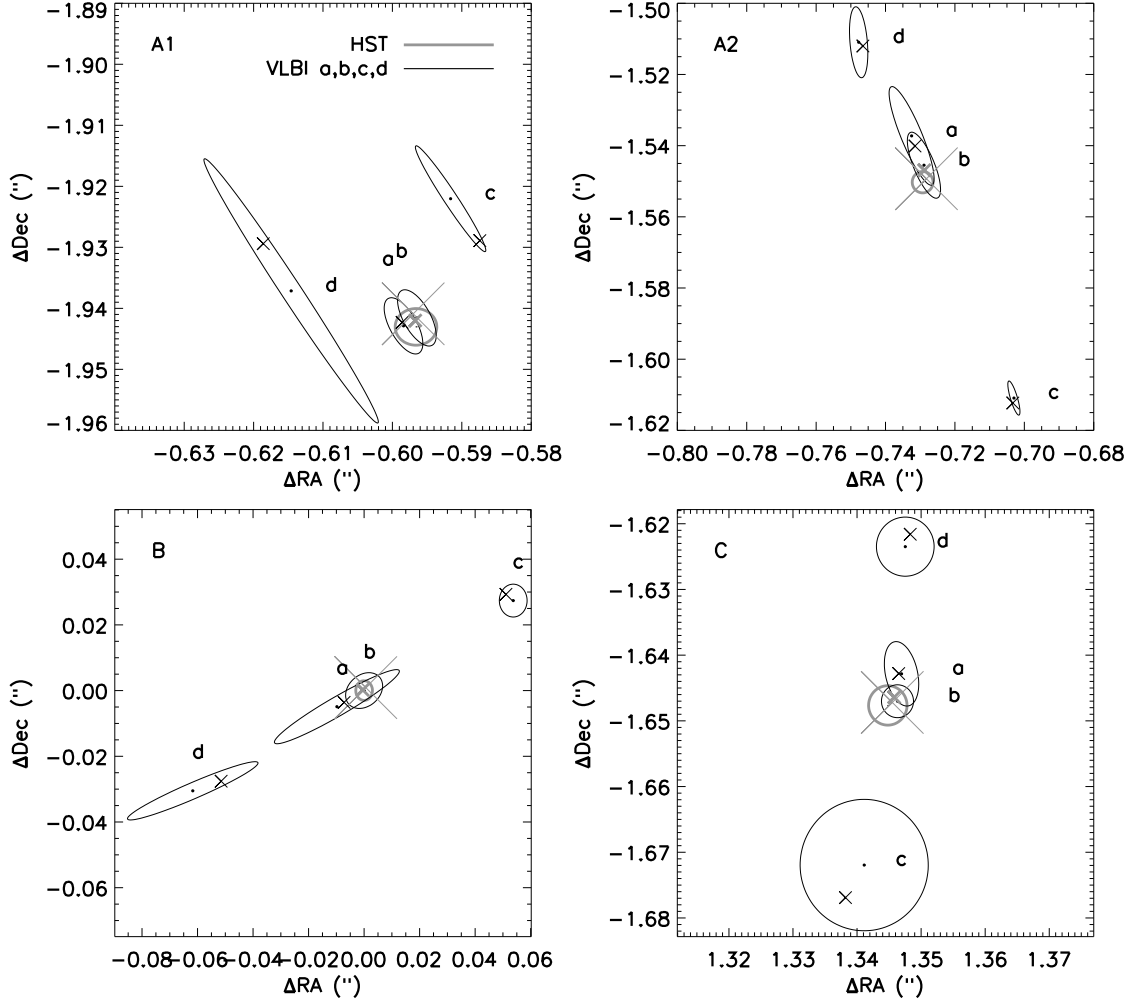 A1
HST
VLBI a,b,c,d
c
a b
d
−1.89
−1.90
−1.91
−1.92
−1.93
−1.94
−1.95
−1.96
ΔDec ('')
−0.63 −0.62 −0.61 −0.60 −0.59 −0.58
ΔRA ('')
A2
d
a
b
c
−1.50
−1.52
−1.54
−1.56
−1.58
−1.60
−1.62
ΔDec ('')
−0.80 −0.78 −0.76 −0.74 −0.72 −0.70 −0.68
ΔRA ('')
B
c
b
a
d
0.04
0.02
0.00
−0.02
−0.04
−0.06
ΔDec ('')
−0.08 −0.06 −0.04 −0.02 0.00 0.02 0.04 0.06
ΔRA ('')
C
d
a
b
c
−1.62
−1.63
−1.64
−1.65
−1.66
−1.67
−1.68
ΔDec ('')
1.32 1.33 1.34 1.35 1.36 1.37
ΔRA ('')